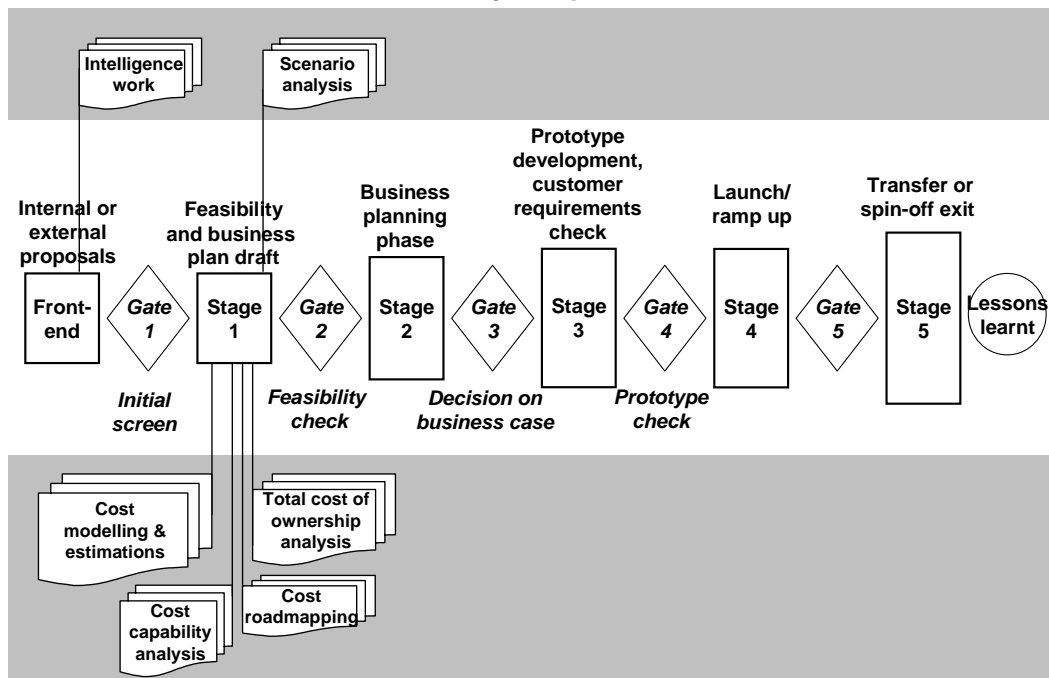 Intelligence
work
Scenario
analysis
Internal or
external
proposals
Feasibility
and business
plan draft
Business
planning
phase
Prototype
development,
customer
requirements
check
Launch/
ramp up
Transfer or
spin-off exit
Front-
end
Gate
1
Stage
1
Gate
2
Stage
2
Gate
3
Stage
3
Gate
4
Stage
4
Gate
5
Stage
5
Lessons
learnt
Initial
screen
Feasibility
check
Decision on
business case
Prototype
check
Cost
modelling &
estimations
Total cost of
ownership
analysis
Cost
capability
analysis
Cost
roadmapping